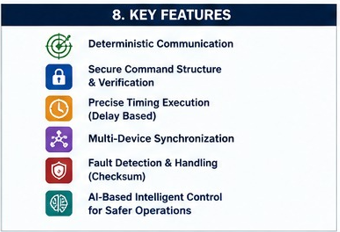 8. KEY FEATURES
Deterministic Communication
Secure Command Structure
& Verification
Precise Timing Execution
(Delay Based)
Multi-Device Synchronization
Fault Detection & Handling
(Checksum)
AI-Based Intelligent Control
for Safer Operations